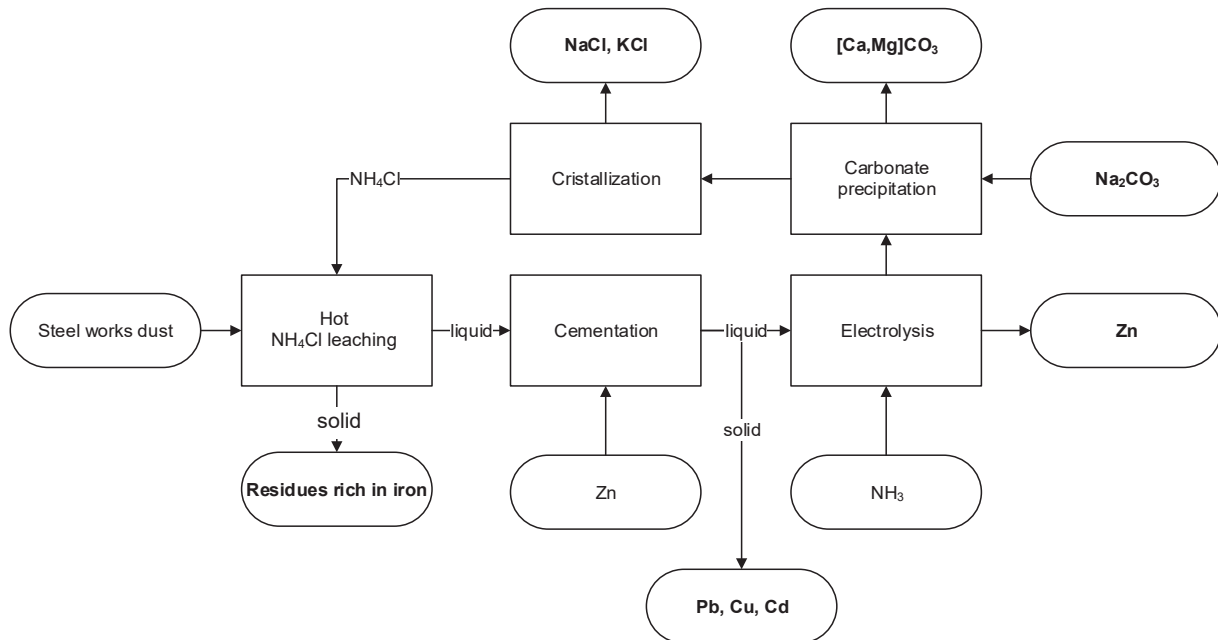 NaCl, KCl
[Ca,Mg]CO₃
NH₄Cl
Cristallization
Carbonate
precipitation
Na₂CO₃
Steel works dust
Hot
NH₄Cl leaching
liquid
Cementation
liquid
Electrolysis
Zn
solid
solid
Residues rich in iron
Zn
NH₃
Pb, Cu, Cd